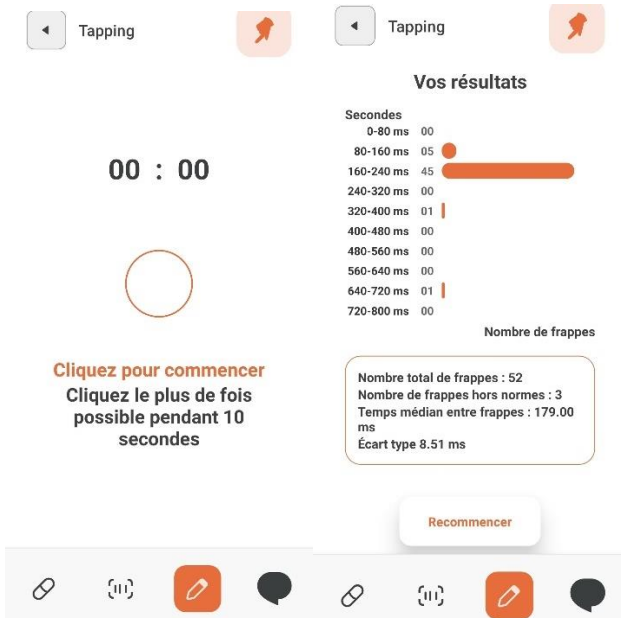 Tapping
00 : 00
Cliquez pour commencer
Cliquez le plus de fois
possible pendant 10
secondes
Tapping
Vos résultats
Secondes
0-80 ms 00
80-160 ms 05
160-240 ms 45
240-320 ms 00
320-400 ms 01
400-480 ms 00
480-560 ms 00
560-640 ms 00
640-720 ms 01
720-800 ms 00
Nombre de frappes
Nombre total de frappes : 52
Nombre de frappes hors normes : 3
Temps médian entre frappes : 179.00
ms
Écart type 8.51 ms
Recommencer